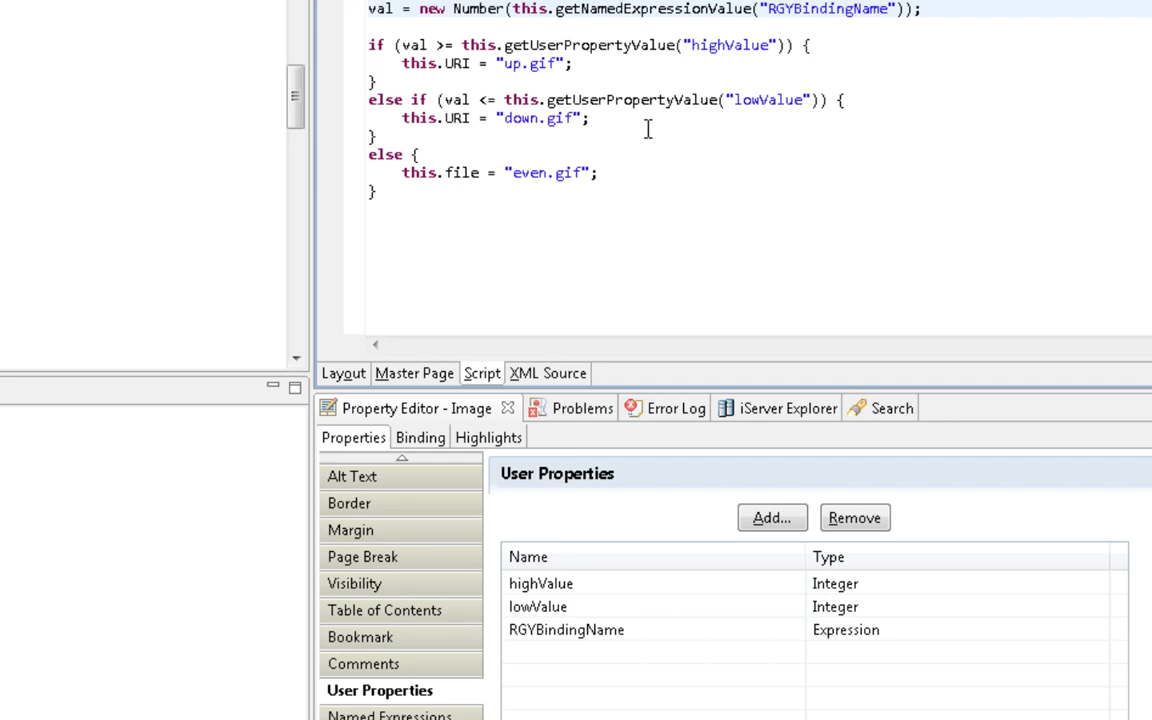 val = new Number(this.getNamedExpressionValue("RGYBindingName"));
if (val >= this.getUserPropertyValue("highValue")) {
this.URI = "up.gif";
}
else if (val <= this.getUserPropertyValue("lowValue")) {
this.URI = "down.gif";
}
else {
this.file = "even.gif";
}
Layout Master Page Script XML Source
Property Editor - Image Problems Error Log iServer Explorer Search
Properties Binding Highlights
Alt Text
Border
Margin
Page Break
Visibility
Table of Contents
Bookmark
Comments
User Properties
Named Expressions
User Properties
Add... Remove
Name Type
highValue Integer
lowValue Integer
RGYBindingName Expression